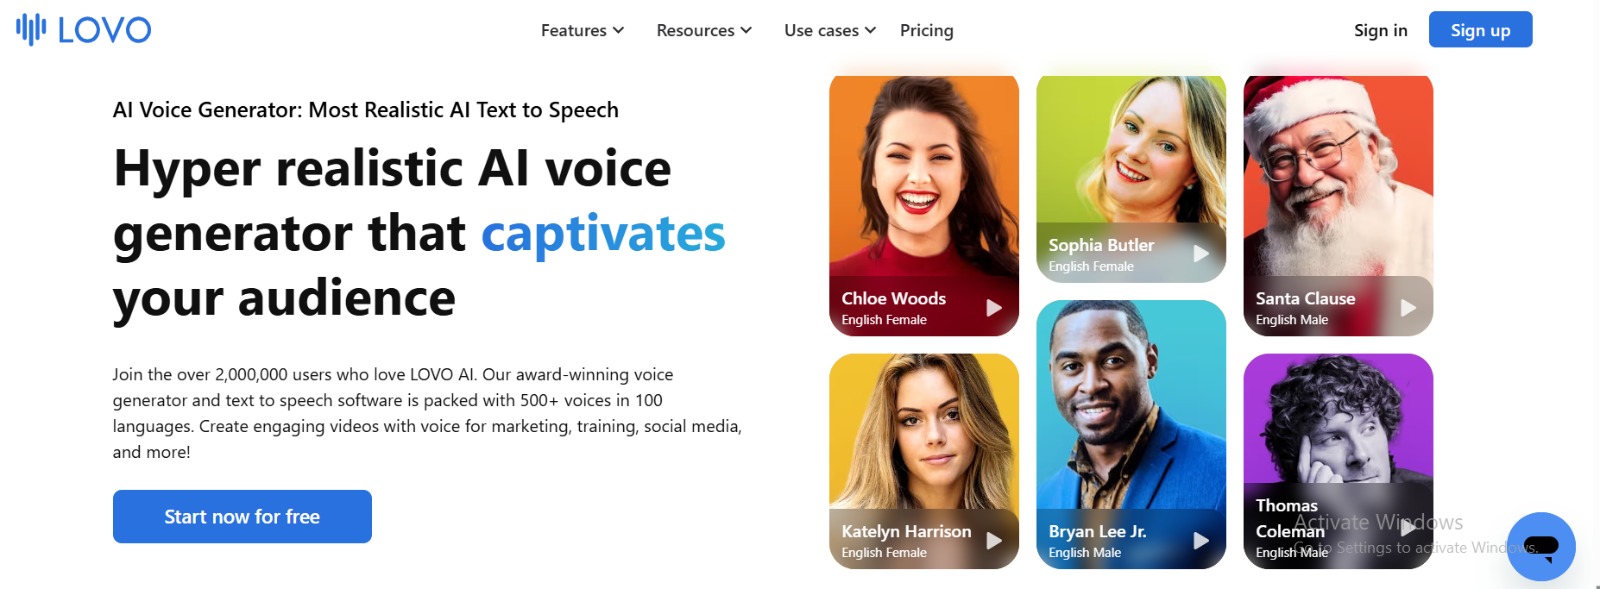 LOVO
Features
Resources
Use cases
Pricing
Sign in
Sign up
AI Voice Generator: Most Realistic AI Text to Speech
Hyper realistic AI voice
generator that captivates
your audience
Join the over 2,000,000 users who love LOVO AI. Our award-winning voice
generator and text to speech software is packed with 500+ voices in 100
languages. Create engaging videos with voice for marketing, training, social media,
and more!
Start now for free
Chloe Woods
English Female
Sophia Butler
English Female
Santa Clause
English Male
Katelyn Harrison
English Female
Bryan Lee Jr.
English Male
Thomas
Coleman
English Male
Activate Windows
Go to Settings to activate Windows.